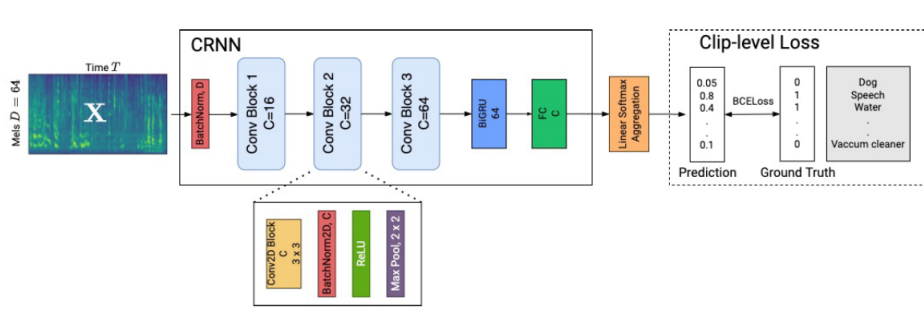 CRNN
Clip-level Loss
Time T
Mels D = 64
X
BatchNorm, D
Conv Block 1
C=16
Conv Block 2
C=32
Conv Block 3
C=64
BiGRU
64
FC
C
Linear Softmax
Aggregation
0.05
0.8
0.4
.
.
0.1
Prediction
BCELoss
0
1
1
.
.
0
Ground Truth
Dog
Speech
Water
.
.
Vaccum cleaner
Conv2D Block
C
3 x 3
BatchNorm2D, C
ReLU
Max Pool, 2 x 2